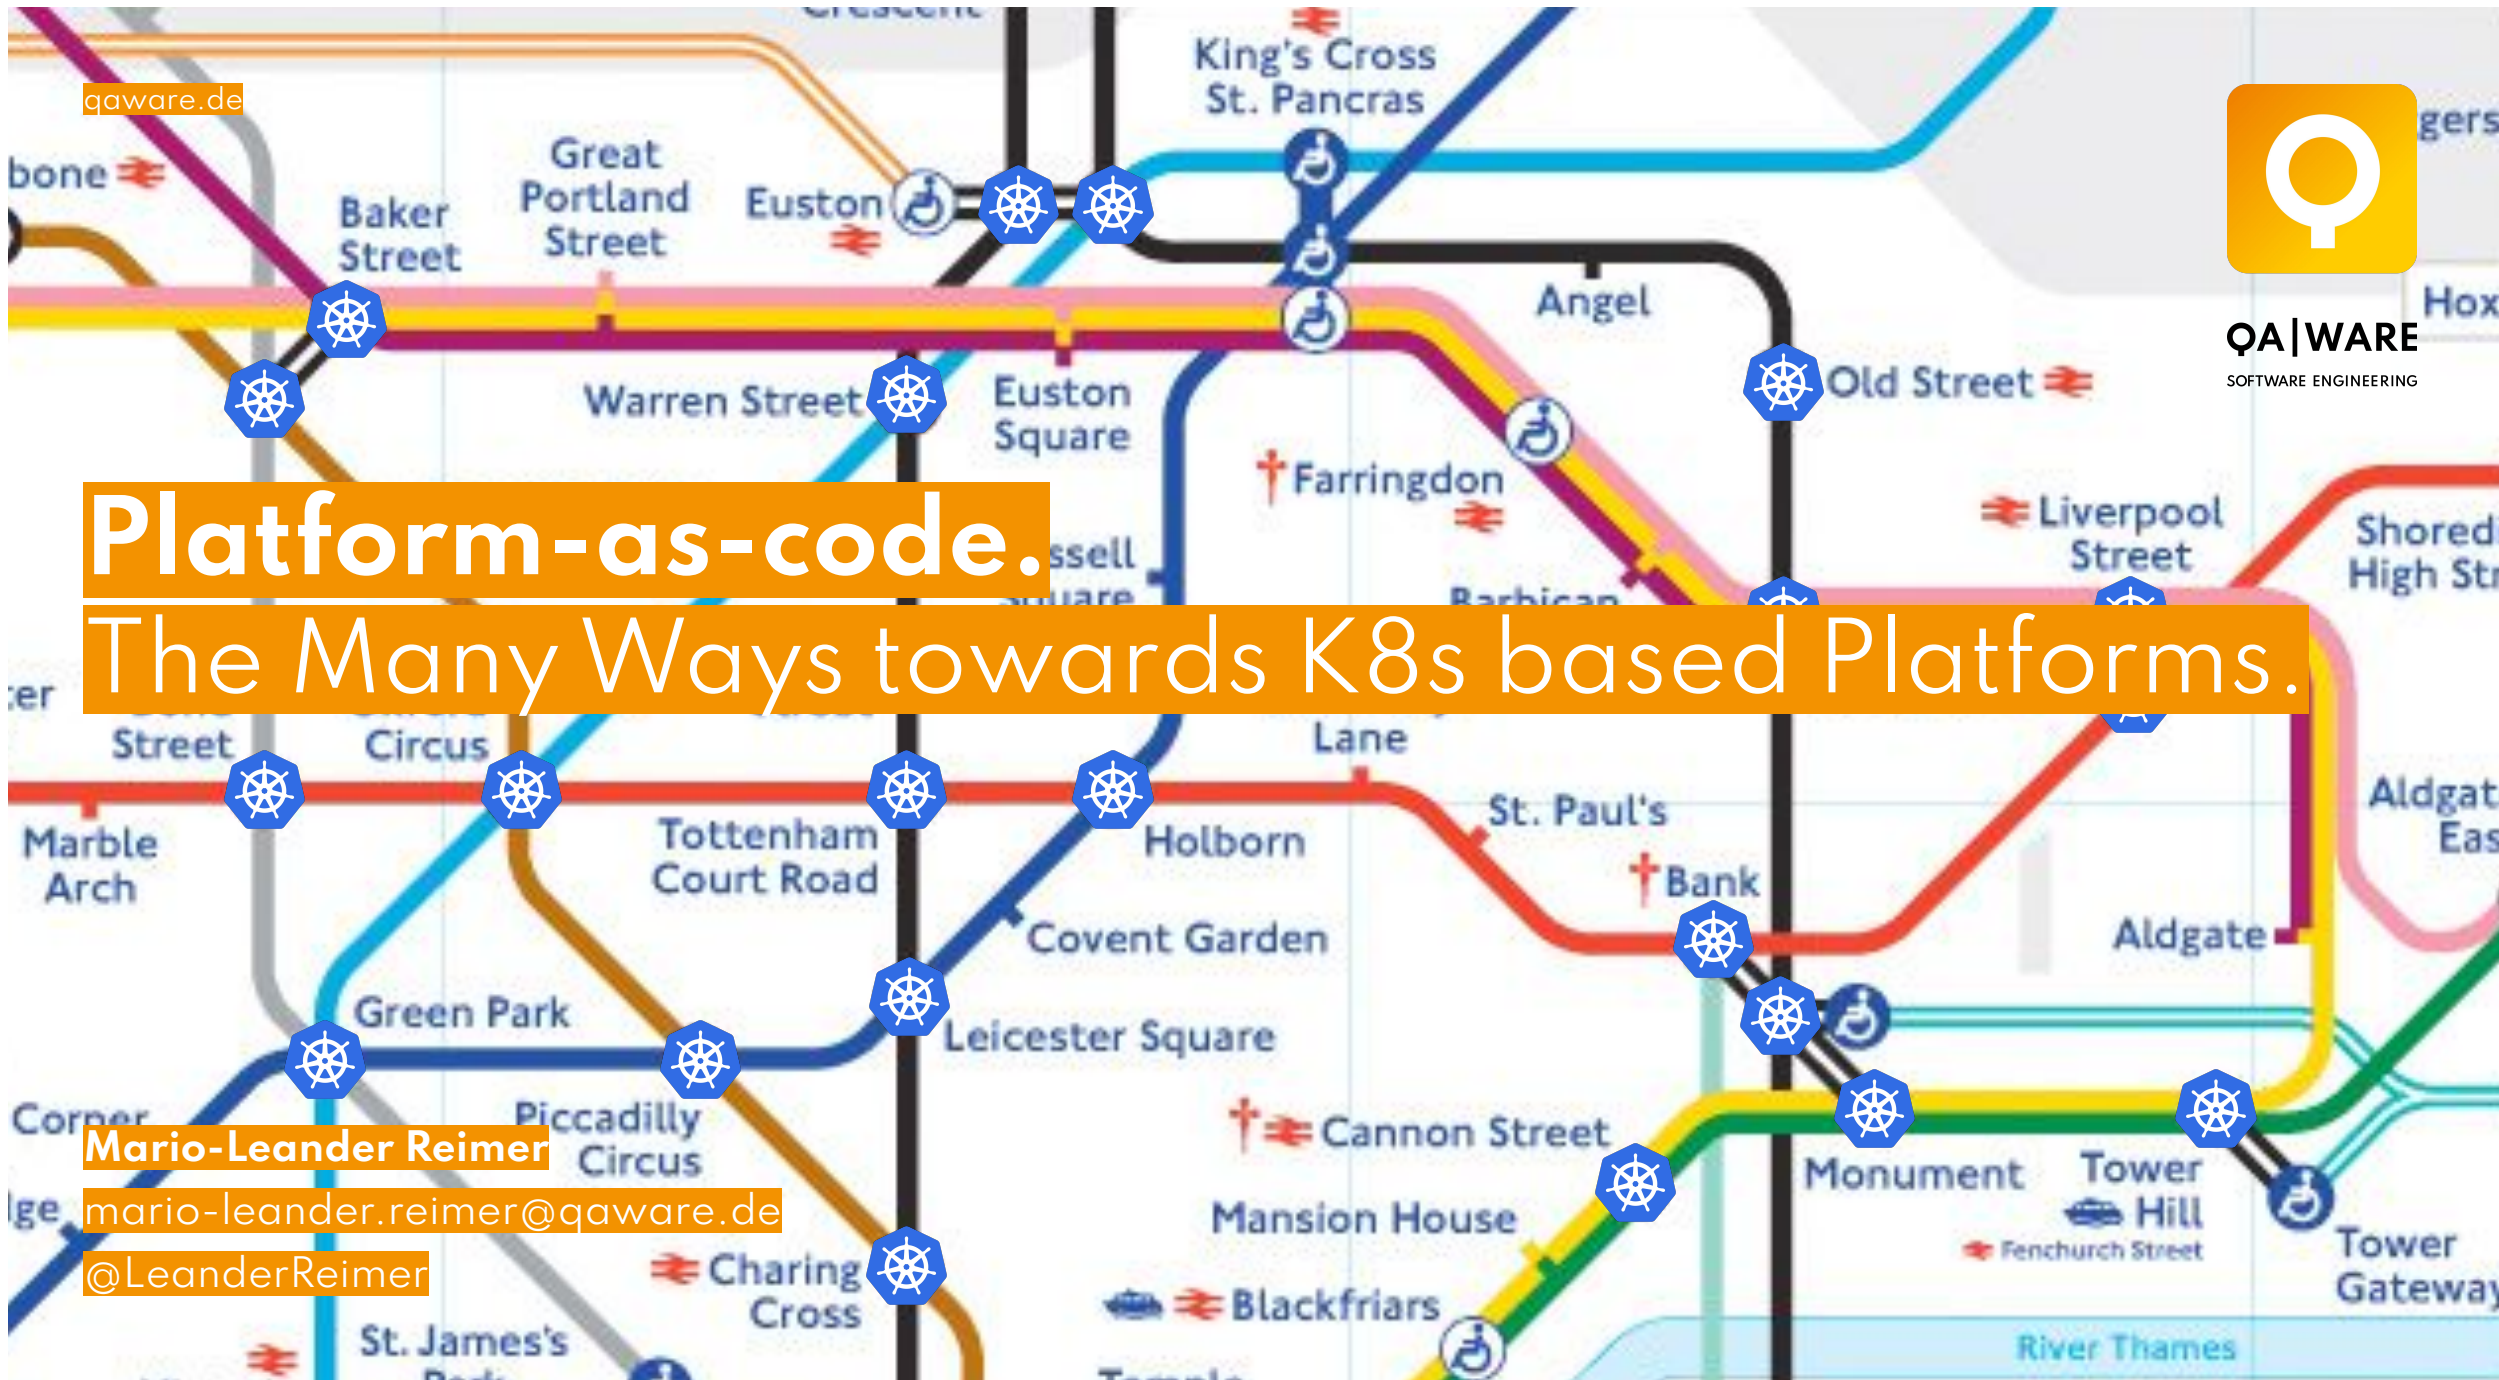 qaware.de
King's Cross
St. Pancras
bone
Baker
Street
Great
Portland
Street
Euston
Angel
QA|WARE
SOFTWARE ENGINEERING
Warren Street
Euston
Square
Old Street
Farringdon
Liverpool
Street
Platform-as-code.
The Many Ways towards K8s based Platforms.
Street
Circus
Lane
Marble
Arch
Tottenham
Court Road
Holborn
St. Paul's
Bank
Covent Garden
Aldgate
Green Park
Leicester Square
Piccadilly
Circus
Cannon Street
Monument
Tower
Hill
Fenchurch Street
Mansion House
Tower
Gateway
Mario-Leander Reimer
mario-leander.reimer@qaware.de
@LeanderReimer
Charing
Cross
Blackfriars
St. James's
River Thames